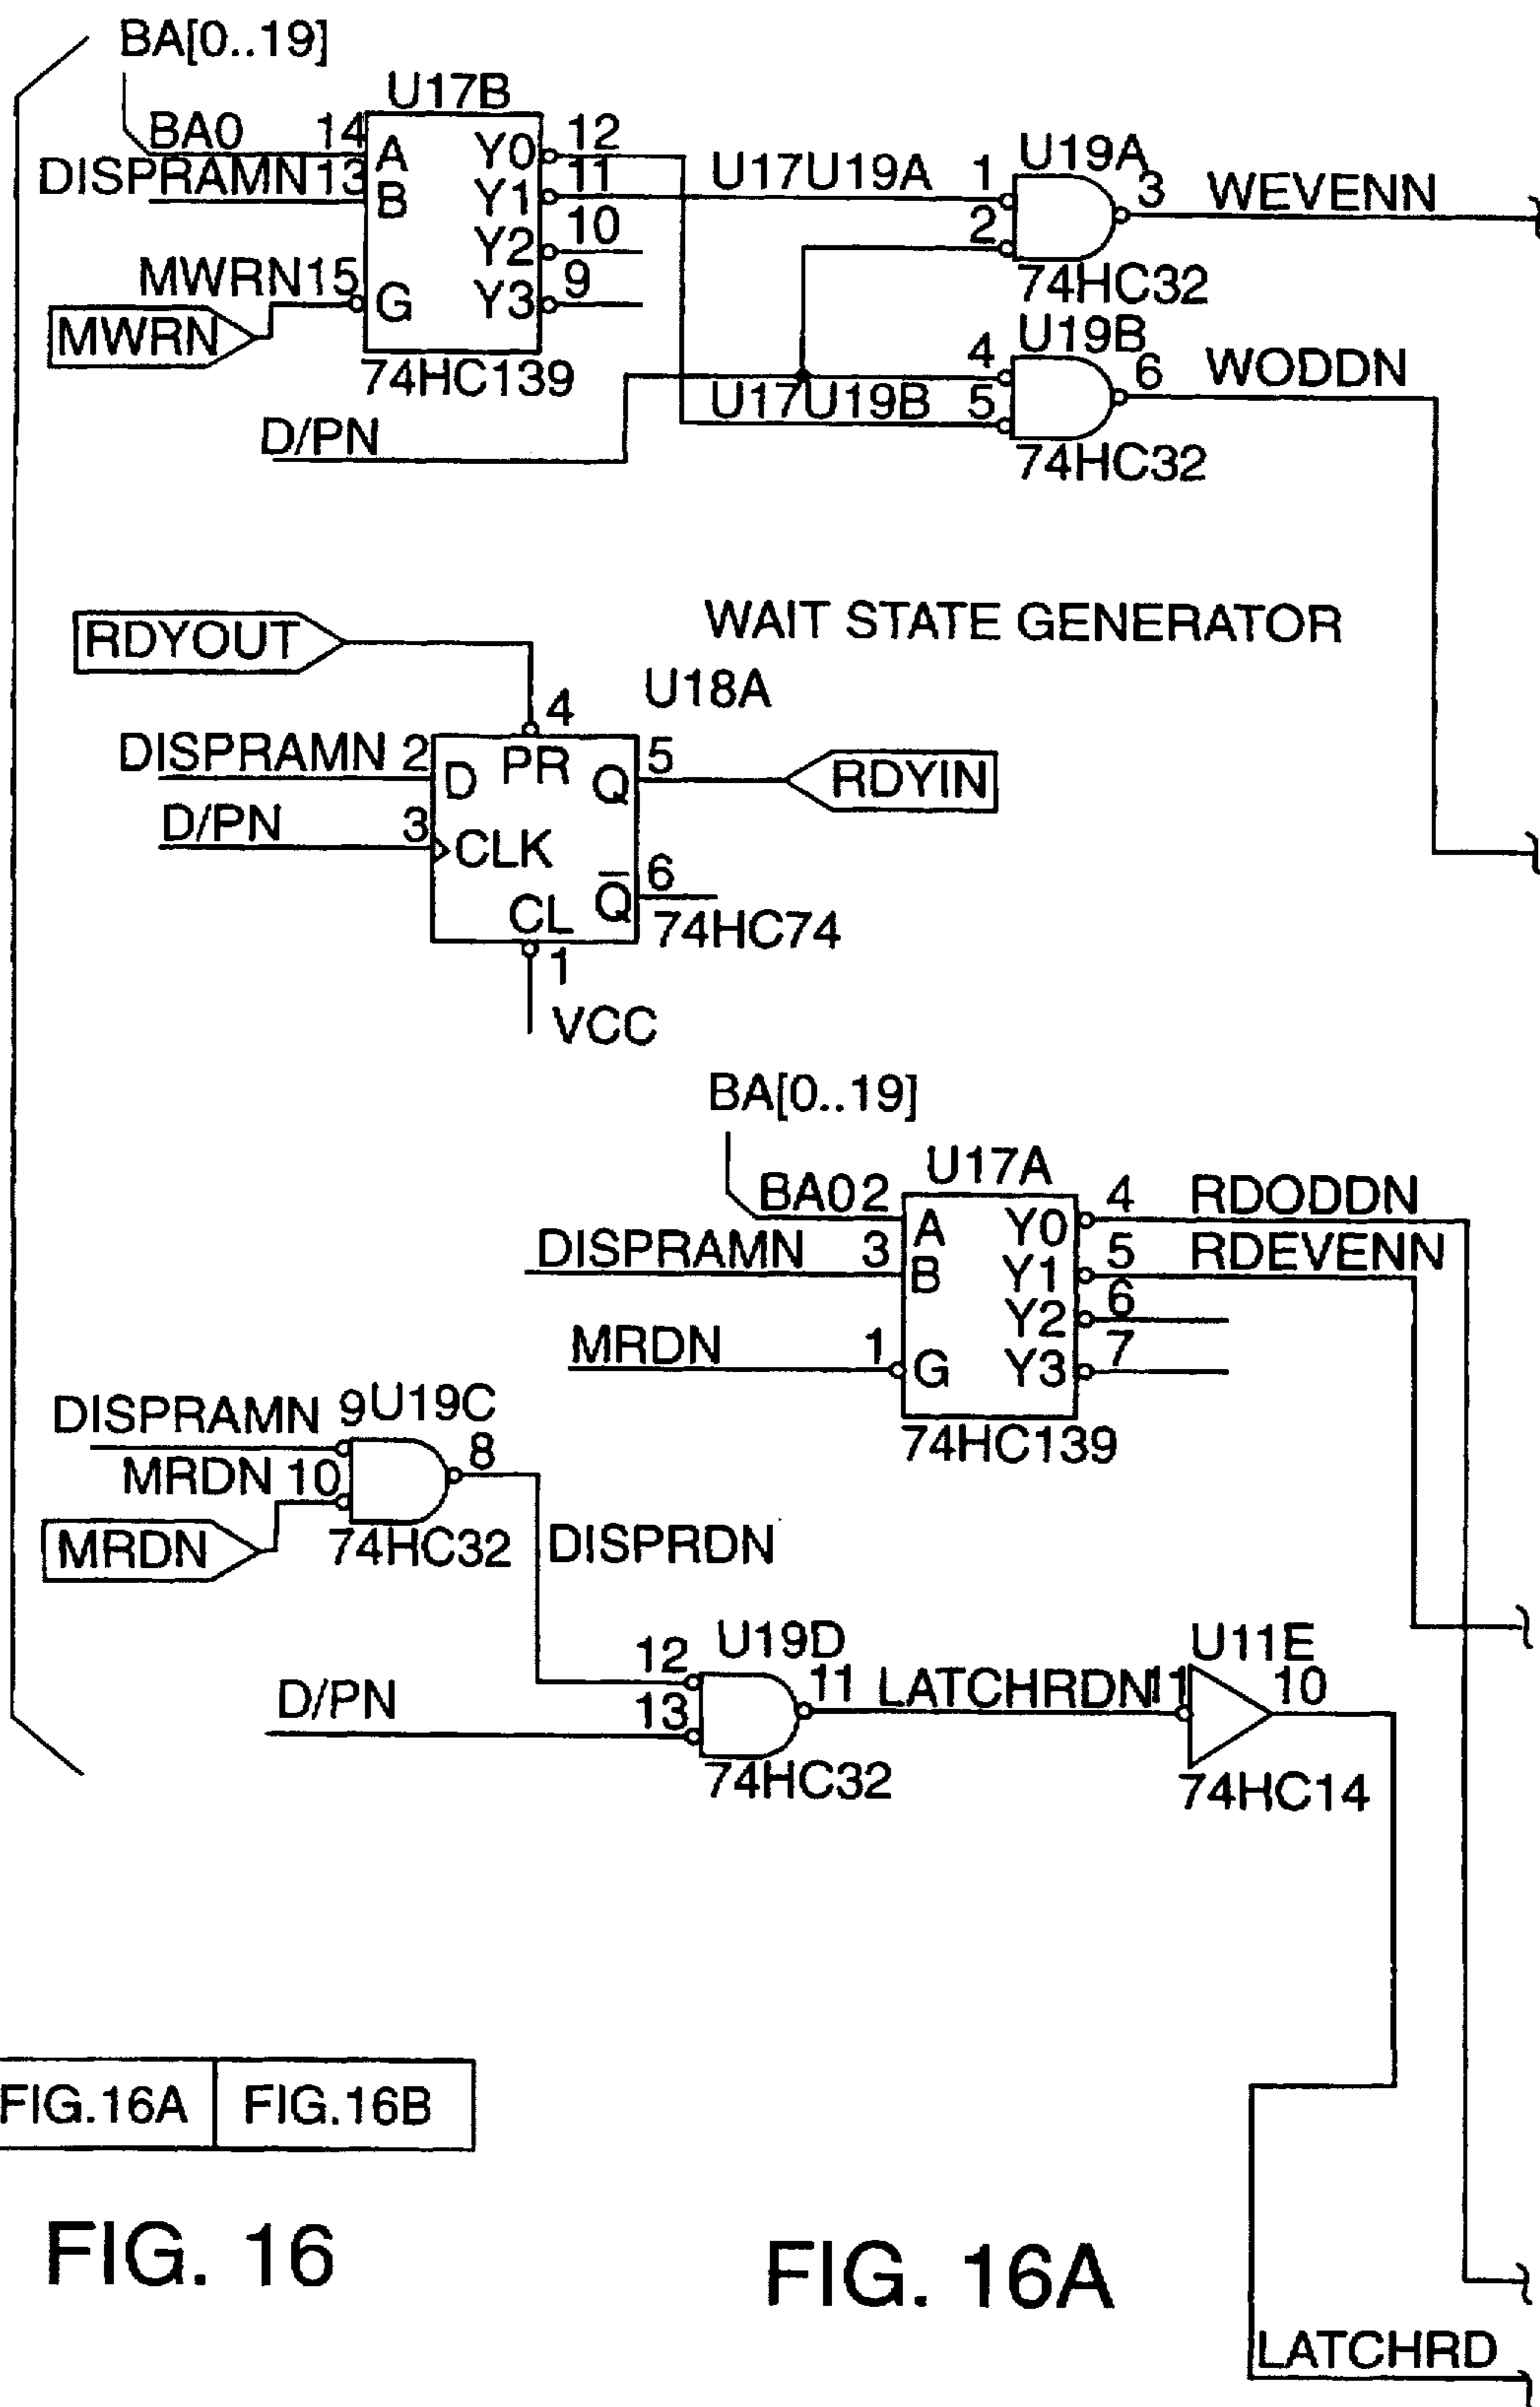 BA[0..19]
U17B
BA0 14 A Y0 12
DISPRAMN 13 B Y1 11 U17U19A 1 U19A 3 WEVENN
Y2 10 2
MWRN 15 G Y3 9 74HC32
MWRN
74HC139
U19B
4 6 WODDN
U17U19B 5
D/PN 74HC32
WAIT STATE GENERATOR
RDYOUT
U18A
4
DISPRAMN 2 D PR Q 5 RDYIN
D/PN 3 CLK
CL Q̅ 6
74HC74
1
VCC
BA[0..19]
U17A
BA0 2 A Y0 4 RDODDN
DISPRAMN 3 B Y1 5 RDEVENN
Y2 6
MRDN 1 G Y3 7
74HC139
DISPRAMN 9 U19C
MRDN 10 8
MRDN
74HC32 DISPRDN
U19D
12 11 LATCHRDN 11 U11E 10
D/PN 13
74HC32 74HC14
FIG.16A FIG.16B
FIG. 16
FIG. 16A
LATCHRD